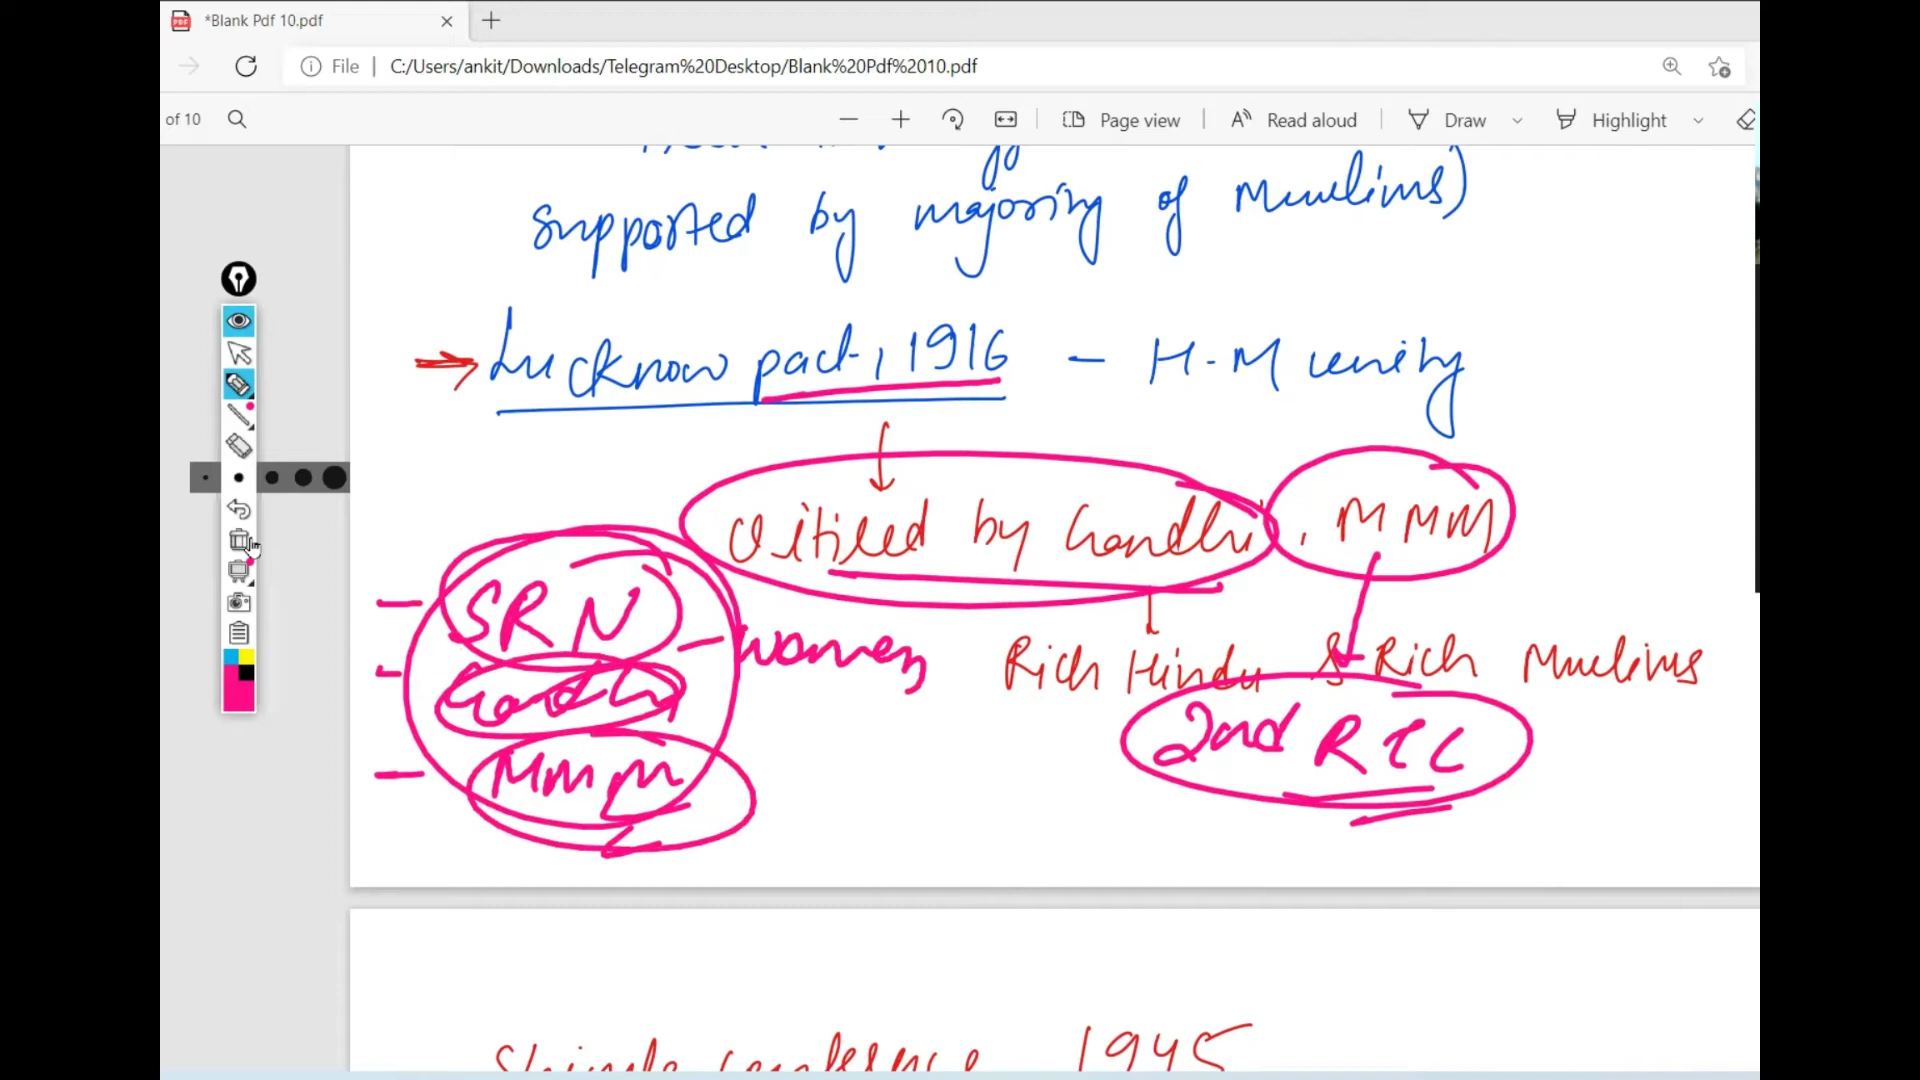 *Blank Pdf 10.pdf
File C:/Users/ankit/Downloads/Telegram%20Desktop/Blank%20Pdf%2010.pdf
of 10 Page view Read aloud Draw Highlight
supported by majority of Muslims)
Lucknow pact, 1916 - H-M unity
Critised by Gandhi, MMM
SRN
- women
Rich Hindu & Rich Muslims
Gandhi
2nd RTC
MMM
Shimla Conference 1945